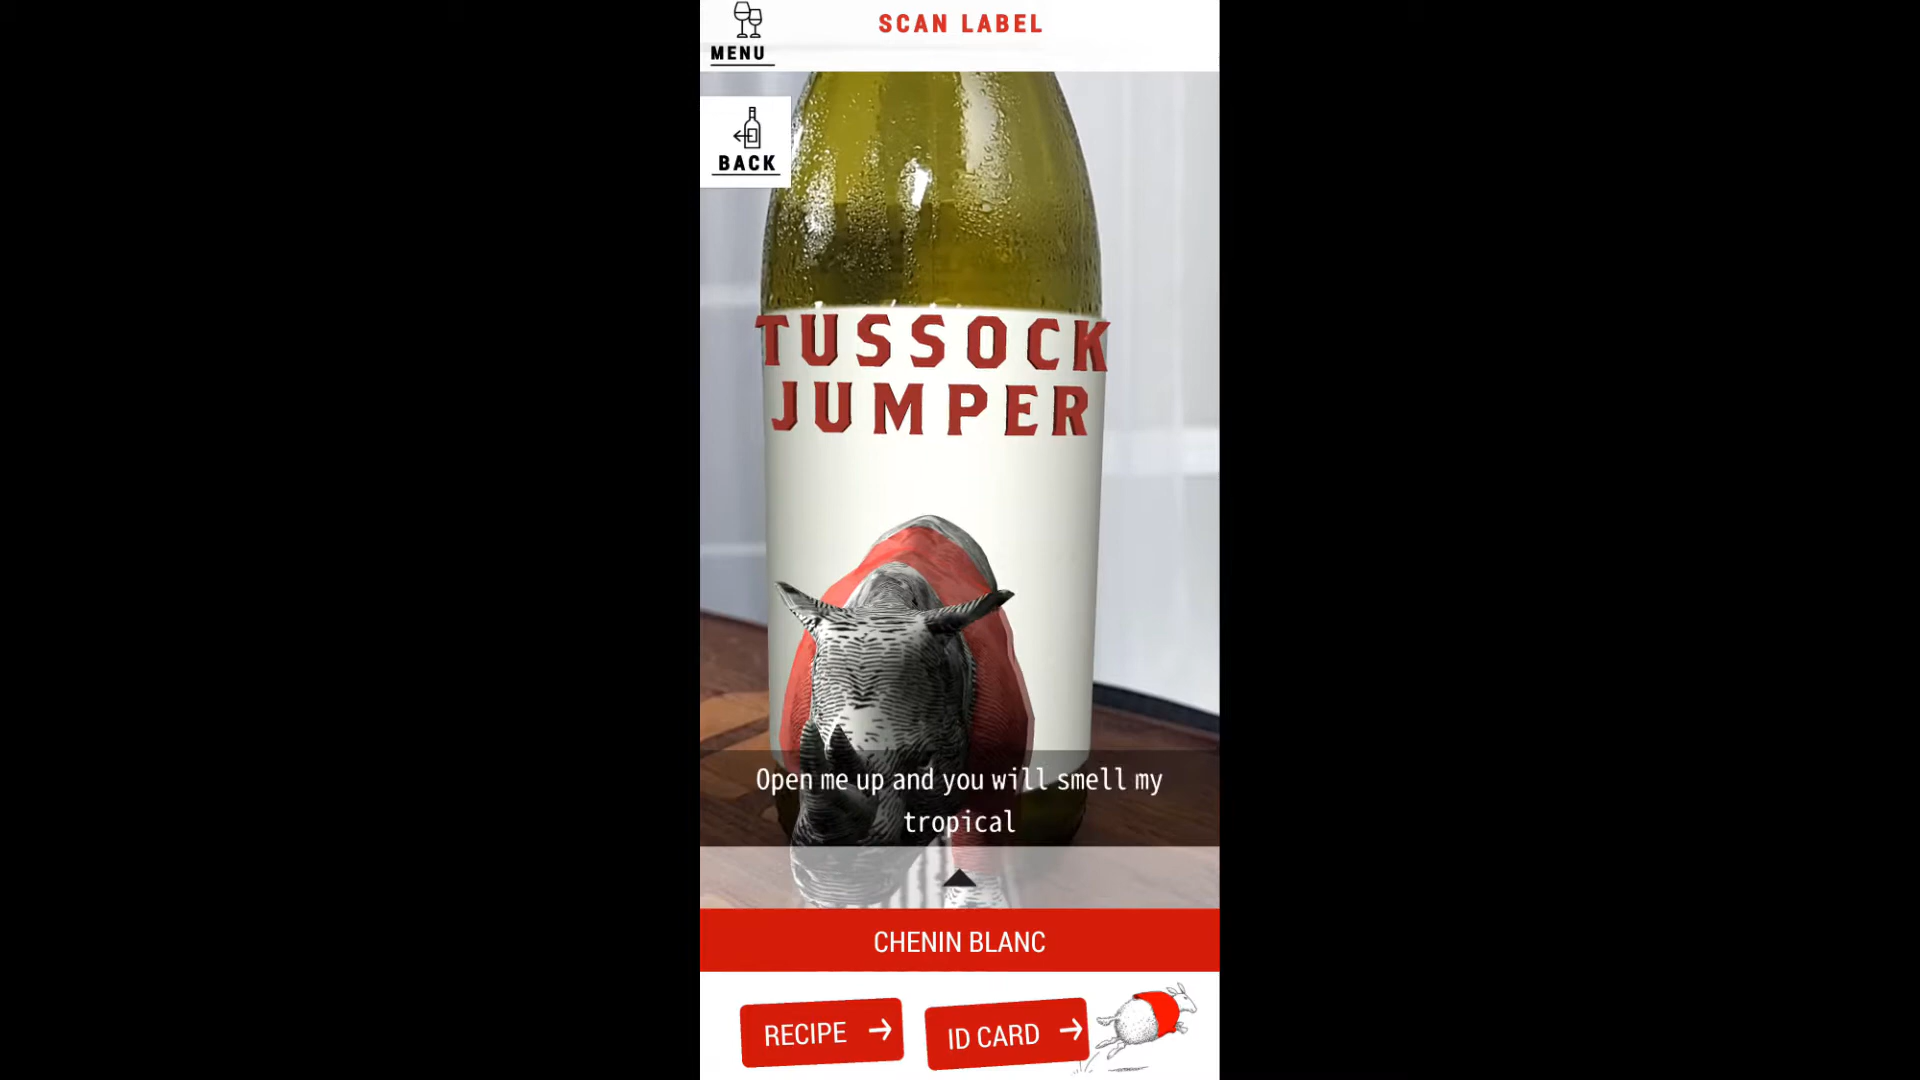 SCAN LABEL
MENU
BACK
TUSSOCK
JUMPER
Open me up and you will smell my
tropical
CHENIN BLANC
RECIPE
ID CARD